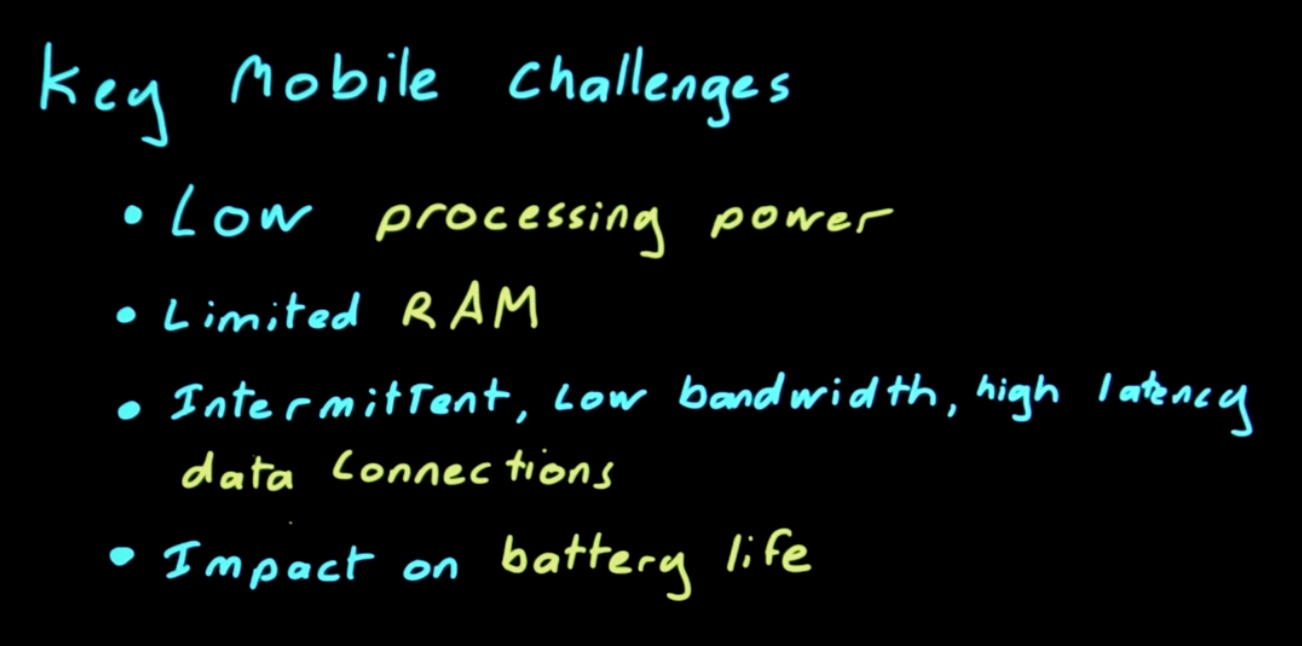 Key Mobile Challenges
• Low processing power
• Limited RAM
• Intermittent, Low bandwidth, high latency
data Connections
• Impact on battery life